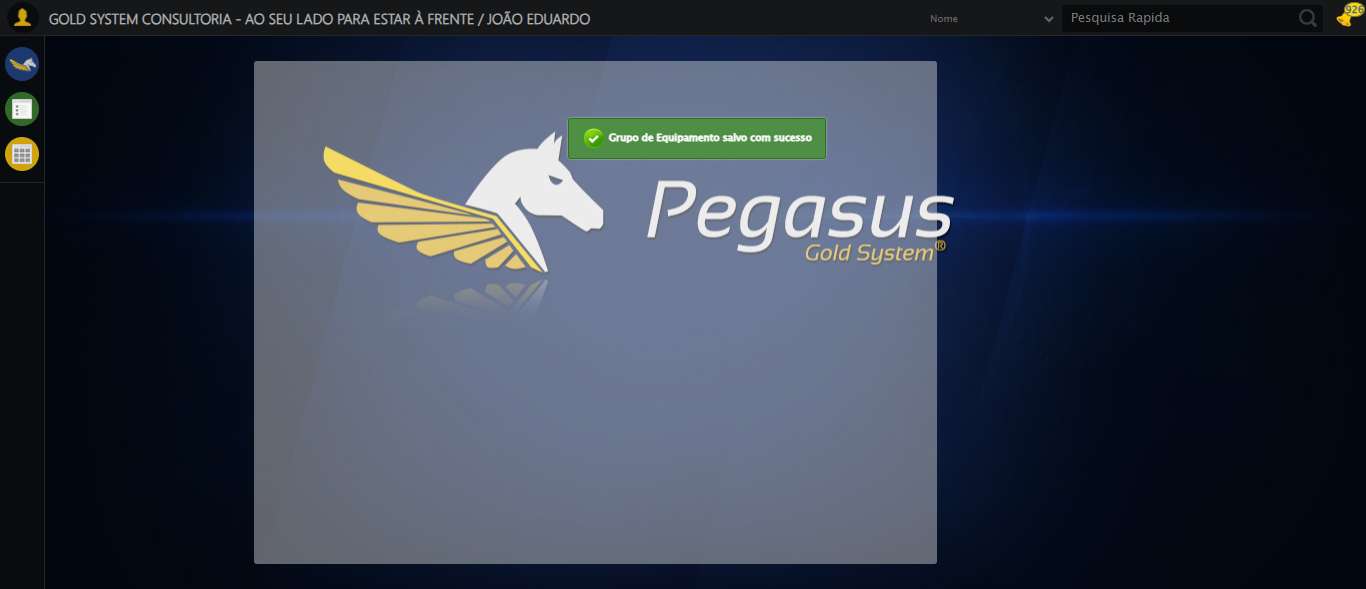 GOLD SYSTEM CONSULTORIA - AO SEU LADO PARA ESTAR À FRENTE / JOÃO EDUARDO
Nome
Pesquisa Rapida
926
Grupo de Equipamento salvo com sucesso
Pegasus
Gold System®